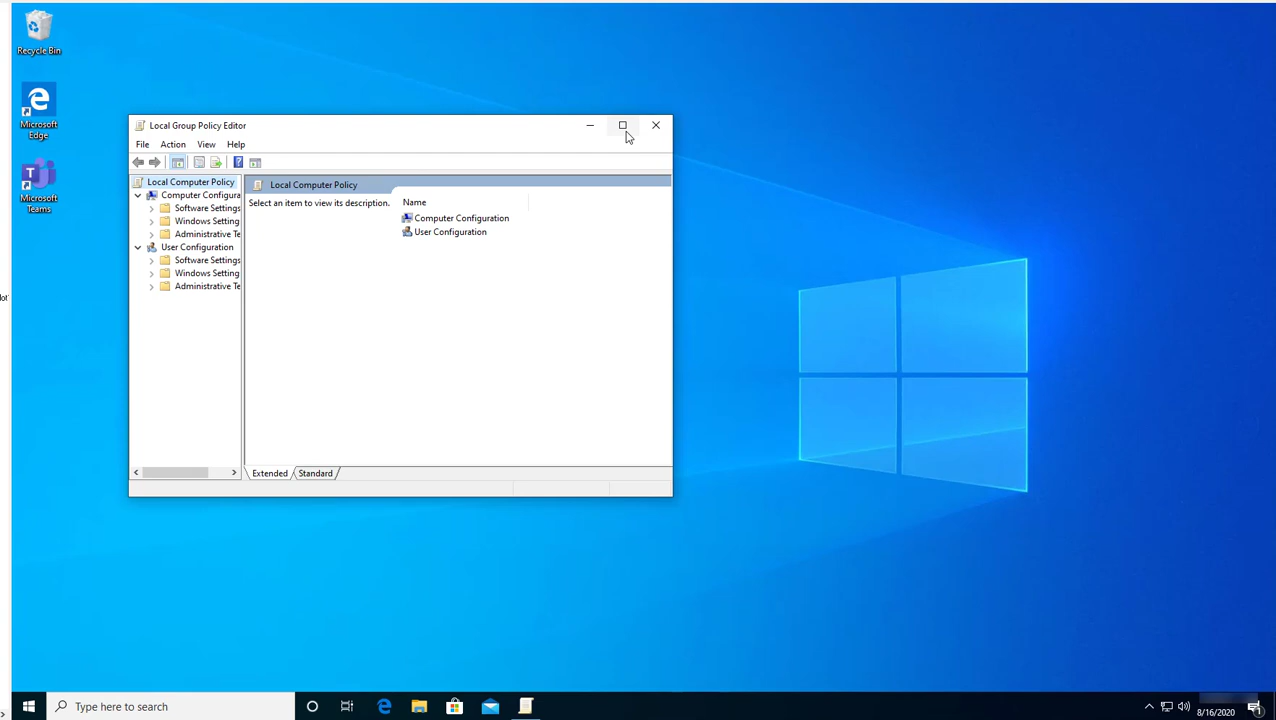 Recycle Bin
Microsoft
Edge
Microsoft
Teams
Local Group Policy Editor
File Action View Help
Local Computer Policy
Computer Configura
Software Settings
Windows Setting
Administrative Te
User Configuration
Software Settings
Windows Setting
Administrative Te
Local Computer Policy
Select an item to view its description.
Name
Computer Configuration
User Configuration
Extended Standard
Type here to search
8/16/2020
1